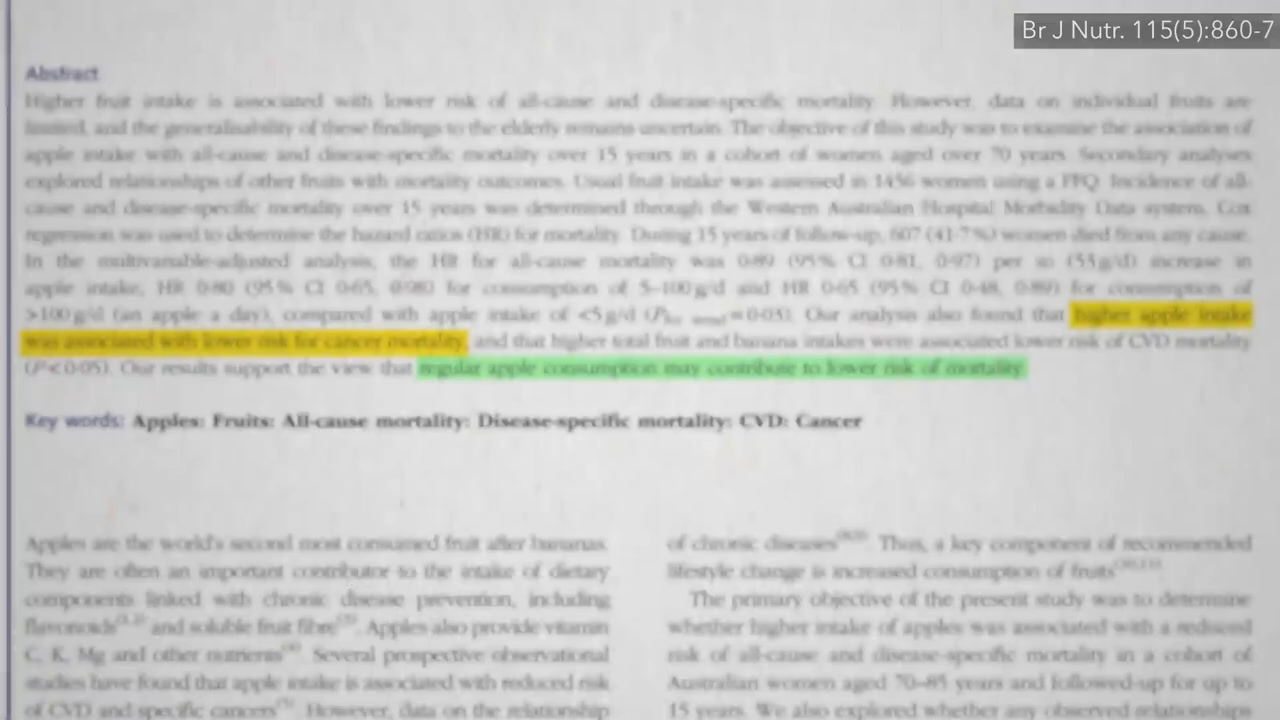 Br J Nutr. 115(5):860-7
Abstract
Higher fruit intake is associated with lower risk of all-cause and disease-specific mortality. However, data on individual fruits are
limited, and the generalisability of these findings to the elderly remains uncertain. The objective of this study was to examine the association of
apple intake with all-cause and disease-specific mortality over 15 years in a cohort of women aged over 70 years. Secondary analyses
explored relationships of other fruits with mortality outcomes. Usual fruit intake was assessed in 1456 women using a FFQ. Incidence of all-
cause and disease-specific mortality over 15 years was determined through the Western Australian Hospital Morbidity Data system. Cox
regression was used to determine the hazard ratios (HR) for mortality. During 15 years of follow-up, 607 (41·7 %) women died from any cause.
In the multivariable-adjusted analysis, the HR for all-cause mortality was 0·89 (95 % CI 0·81, 0·97) per (53 g/d) increase in
apple intake, HR 0·80 (95 % CI 0·65, 0·98) for consumption of 5–100 g/d and HR 0·65 (95 % CI 0·48, 0·89) for consumption of
>100 g/d (an apple a day), compared with apple intake of <5 g/d (P =0·03). Our analysis also found that higher apple intake
was associated with lower risk for cancer mortality, and that higher total fruit and banana intakes were associated lower risk of CVD mortality
(P<0·05). Our results support the view that regular apple consumption may contribute to lower risk of mortality.
Key words: Apples: Fruits: All-cause mortality: Disease-specific mortality: CVD: Cancer
Apples are the world's second most consumed fruit after bananas.
They are often an important contributor to the intake of dietary
components linked with chronic disease prevention, including
flavonoids and soluble fruit fibre. Apples also provide vitamin
C, K, Mg and other nutrients. Several prospective observational
studies have found that apple intake is associated with reduced risk
of CVD and specific cancers. However, data on the relationship
of chronic diseases. Thus, a key component of recommended
lifestyle change is increased consumption of fruits
The primary objective of the present study was to determine
whether higher intake of apples was associated with a reduced
risk of all-cause and disease-specific mortality in a cohort of
Australian women aged 70–85 years and followed-up for up to
15 years. We also explored whether any observed relationships